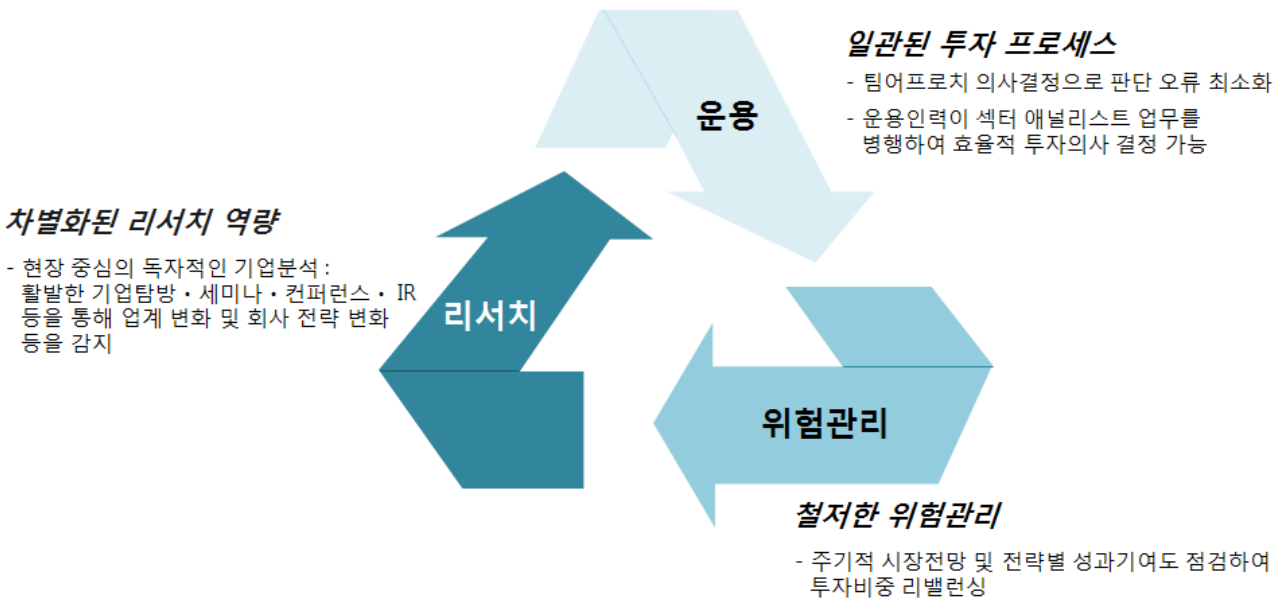 일관된 투자 프로세스
- 팀어프로치 의사결정으로 판단 오류 최소화
- 운용인력이 섹터 애널리스트 업무를
병행하여 효율적 투자의사 결정 가능
운용
차별화된 리서치 역량
- 현장 중심의 독자적인 기업분석 :
활발한 기업탐방・세미나・컨퍼런스・ IR
등을 통해 업계 변화 및 회사 전략 변화
등을 감지
리서치
위험관리
철저한 위험관리
- 주기적 시장전망 및 전략별 성과기여도 점검하여
투자비중 리밸런싱